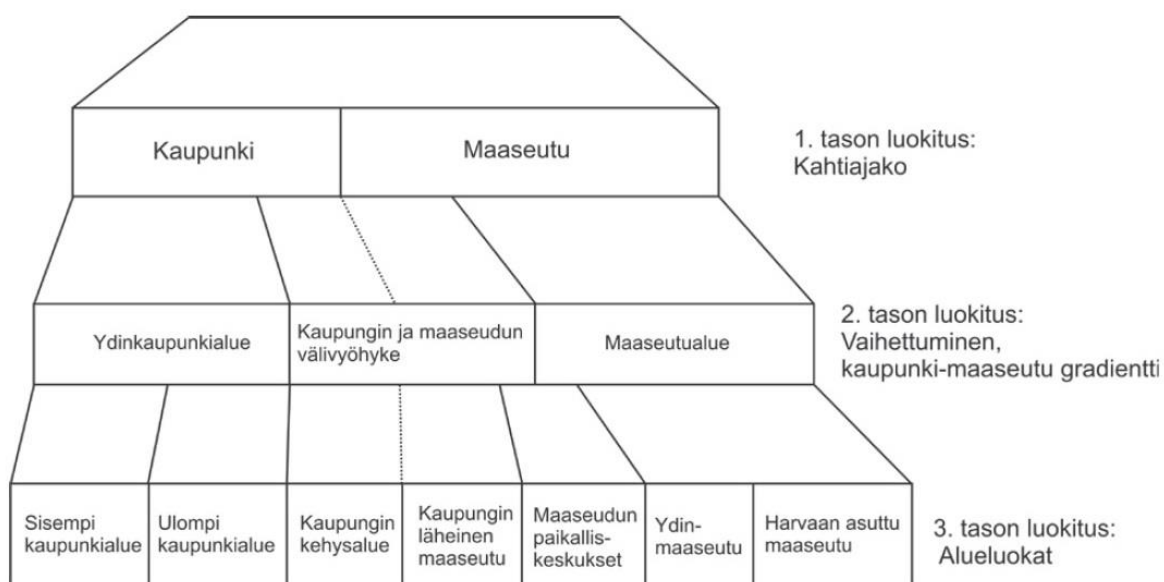 Kaupunki
Maaseutu
1. tason luokitus:
Kahtiajako
Ydinkaupunkialue
Kaupungin ja maaseudun
välivyöhyke
Maaseutualue
2. tason luokitus:
Vaihettuminen,
kaupunki-maaseutu gradientti
Sisempi
kaupunkialue
Ulompi
kaupunkialue
Kaupungin
kehysalue
Kaupungin
läheinen
maaseutu
Maaseudun
paikallis-
keskukset
Ydin-
maaseutu
Harvaan asuttu
maaseutu
3. tason luokitus:
Alueluokat